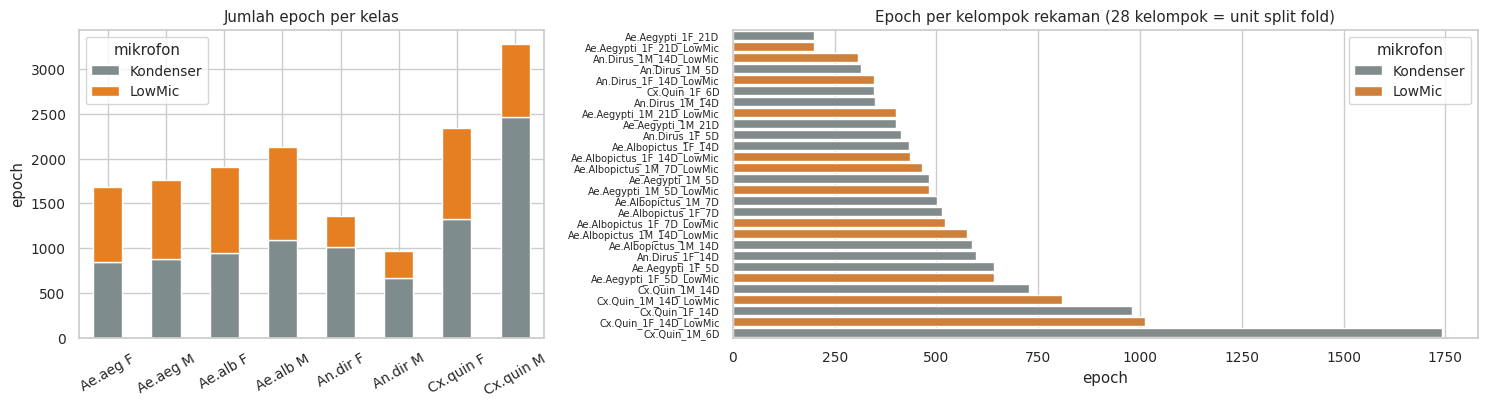 Jumlah epoch per kelas
mikrofon
Kondenser
LowMic
epoch
3000
2500
2000
1500
1000
500
0
Ae.aeg F
Ae.aeg M
Ae.alb F
Ae.alb M
An.dir F
An.dir M
Cx.quin F
Cx.quin M
Epoch per kelompok rekaman (28 kelompok = unit split fold)
mikrofon
Kondenser
LowMic
Ae.Aegypti_1F_21D
Ae.Aegypti_1F_21D_LowMic
An.Dirus_1M_14D_LowMic
An.Dirus_1M_5D
An.Dirus_1F_14D_LowMic
Cx.Quin_1F_6D
An.Dirus_1M_14D
Ae.Aegypti_1M_21D_LowMic
Ae.Aegypti_1M_21D
An.Dirus_1F_5D
Ae.Albopictus_1F_14D
Ae.Albopictus_1F_14D_LowMic
Ae.Albopictus_1M_7D_LowMic
Ae.Aegypti_1M_5D
Ae.Aegypti_1M_5D_LowMic
Ae.Albopictus_1M_7D
Ae.Albopictus_1F_7D
Ae.Albopictus_1F_7D_LowMic
Ae.Albopictus_1M_14D_LowMic
Ae.Albopictus_1M_14D
An.Dirus_1F_14D
Ae.Aegypti_1F_5D
Ae.Aegypti_1F_5D_LowMic
Cx.Quin_1M_14D
Cx.Quin_1M_14D_LowMic
Cx.Quin_1F_14D
Cx.Quin_1F_14D_LowMic
Cx.Quin_1M_6D
0 250 500 750 1000 1250 1500 1750
epoch